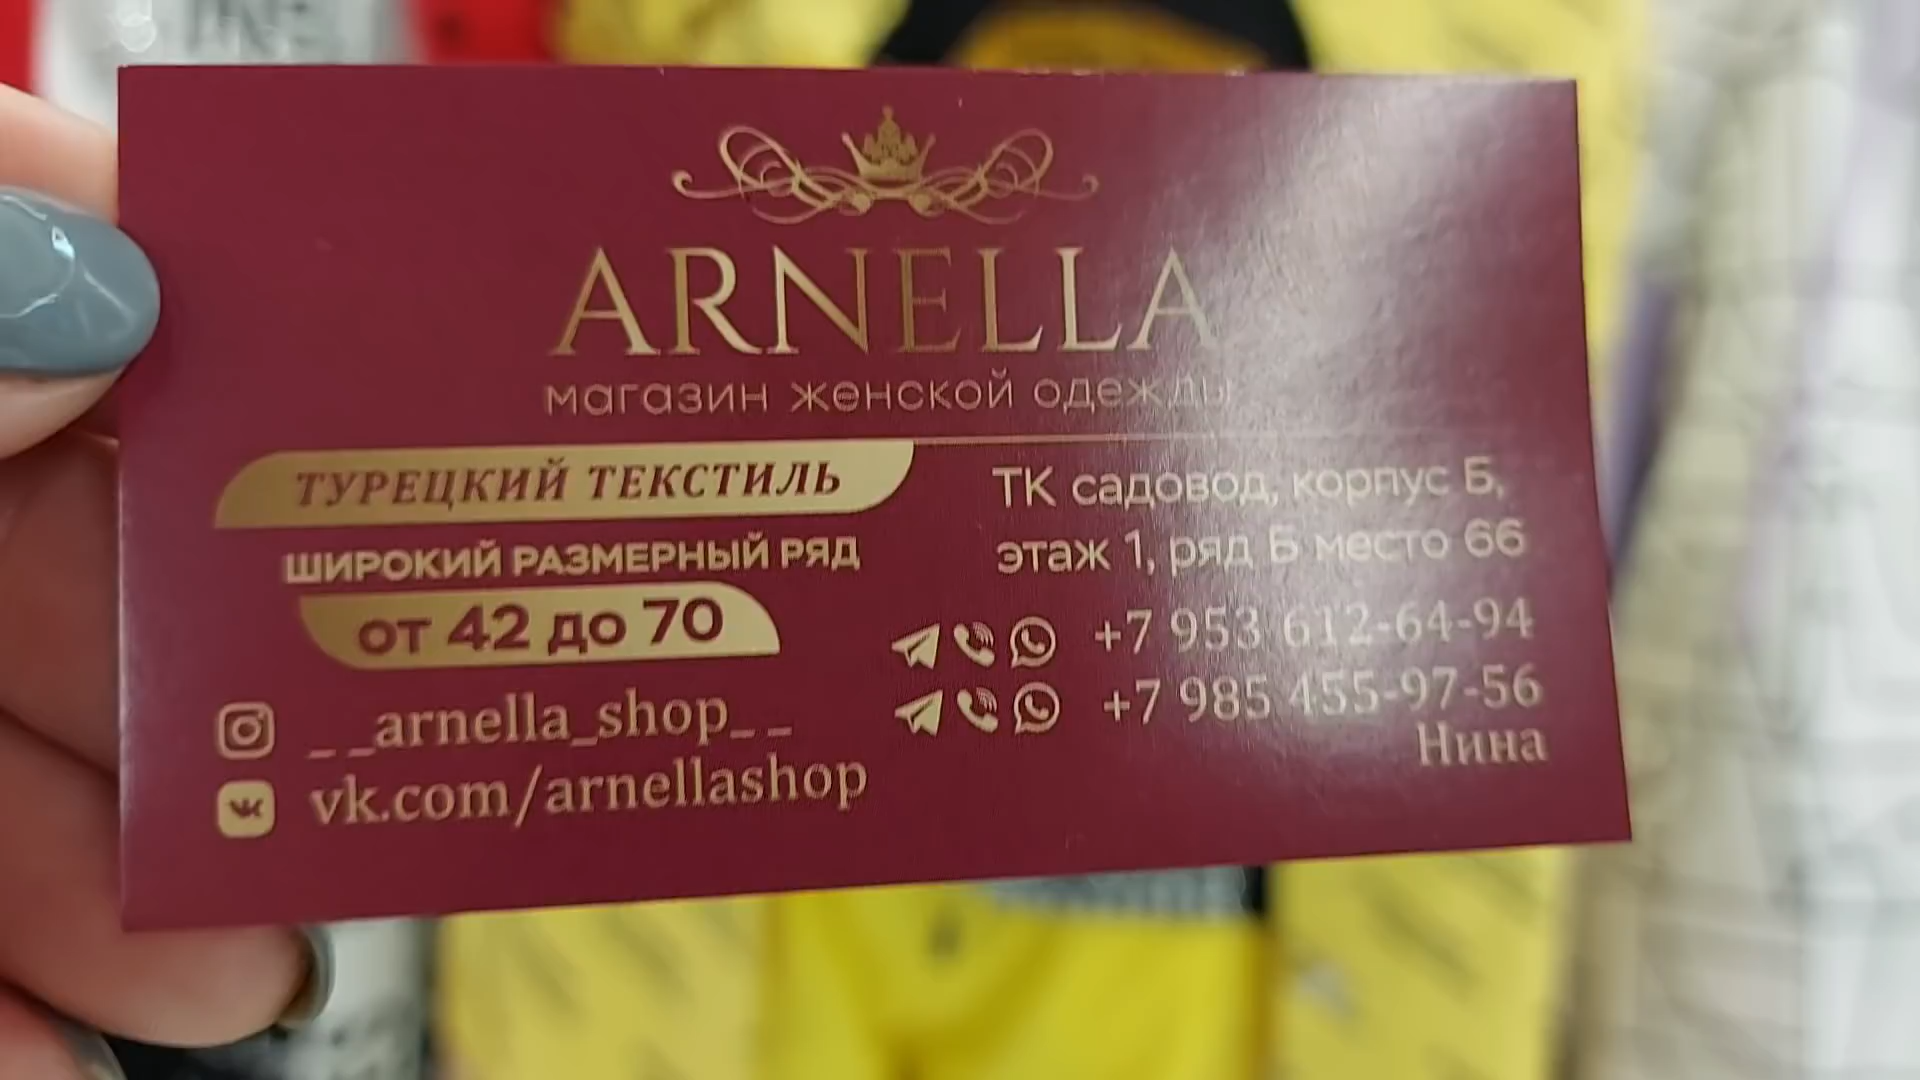 ARNELLA
магазин женской одежды
ТУРЕЦКИЙ ТЕКСТИЛЬ
ШИРОКИЙ РАЗМЕРНЫЙ РЯД
от 42 до 70
__arnella_shop__
vk.com/arnellashop
ТК садовод, корпус Б,
этаж 1, ряд Б место 66
+7 953 612-64-94
+7 985 455-97-56
Нина